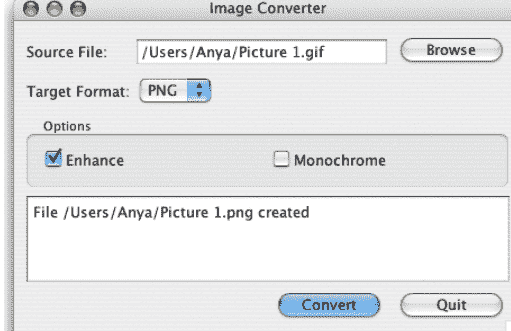 Image Converter
Source File: /Users/Anya/Picture 1.gif Browse
Target Format: PNG
Options
Enhance Monochrome
File /Users/Anya/Picture 1.png created
Convert Quit